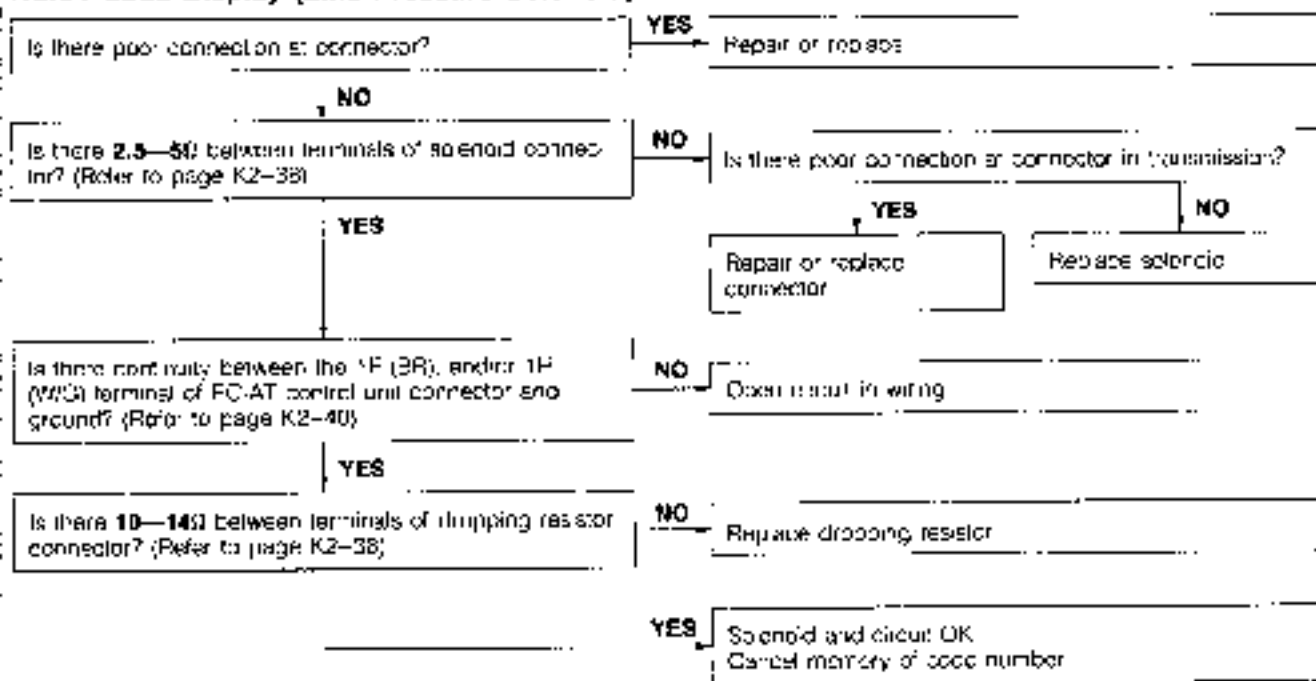 Is there poor connection at connector?
YES
Repair or replace
NO
Is there 2.5—5Ω between terminals of solenoid connec-
tor? (Refer to page K2–38)
NO
Is there poor connection at connector in transmission?
YES
YES
NO
Repair or replace
connector
Replace solenoid
Is there continuity between the (BR), and/or
(W/G) terminal of EC-AT control unit connector and
ground? (Refer to page K2–40)
NO
Open circuit in wiring
YES
Is there 10—14Ω between terminals of dropping resistor
connector? (Refer to page K2–38)
NO
Replace dropping resistor
YES
Solenoid and circuit OK
Cancel memory of code number